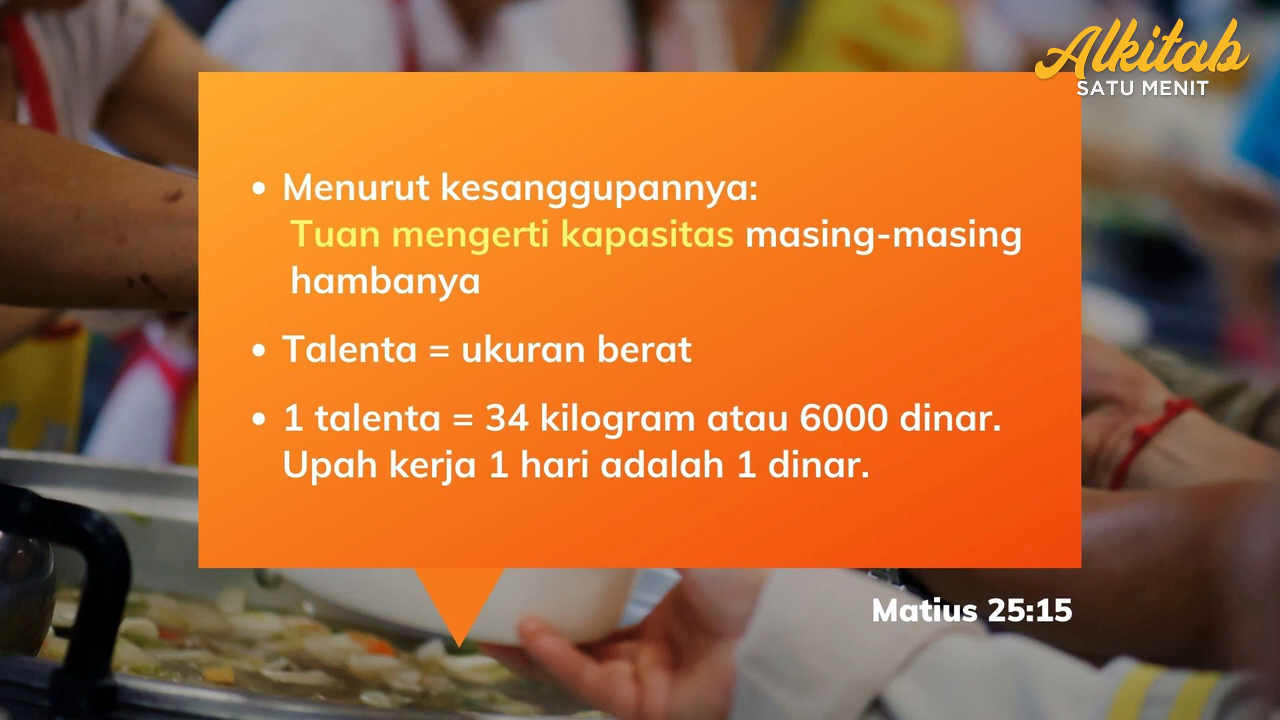 Alkitab
SATU MENIT
• Menurut kesanggupannya:
Tuan mengerti kapasitas masing-masing
hambanya
• Talenta = ukuran berat
• 1 talenta = 34 kilogram atau 6000 dinar.
Upah kerja 1 hari adalah 1 dinar.
Matius 25:15